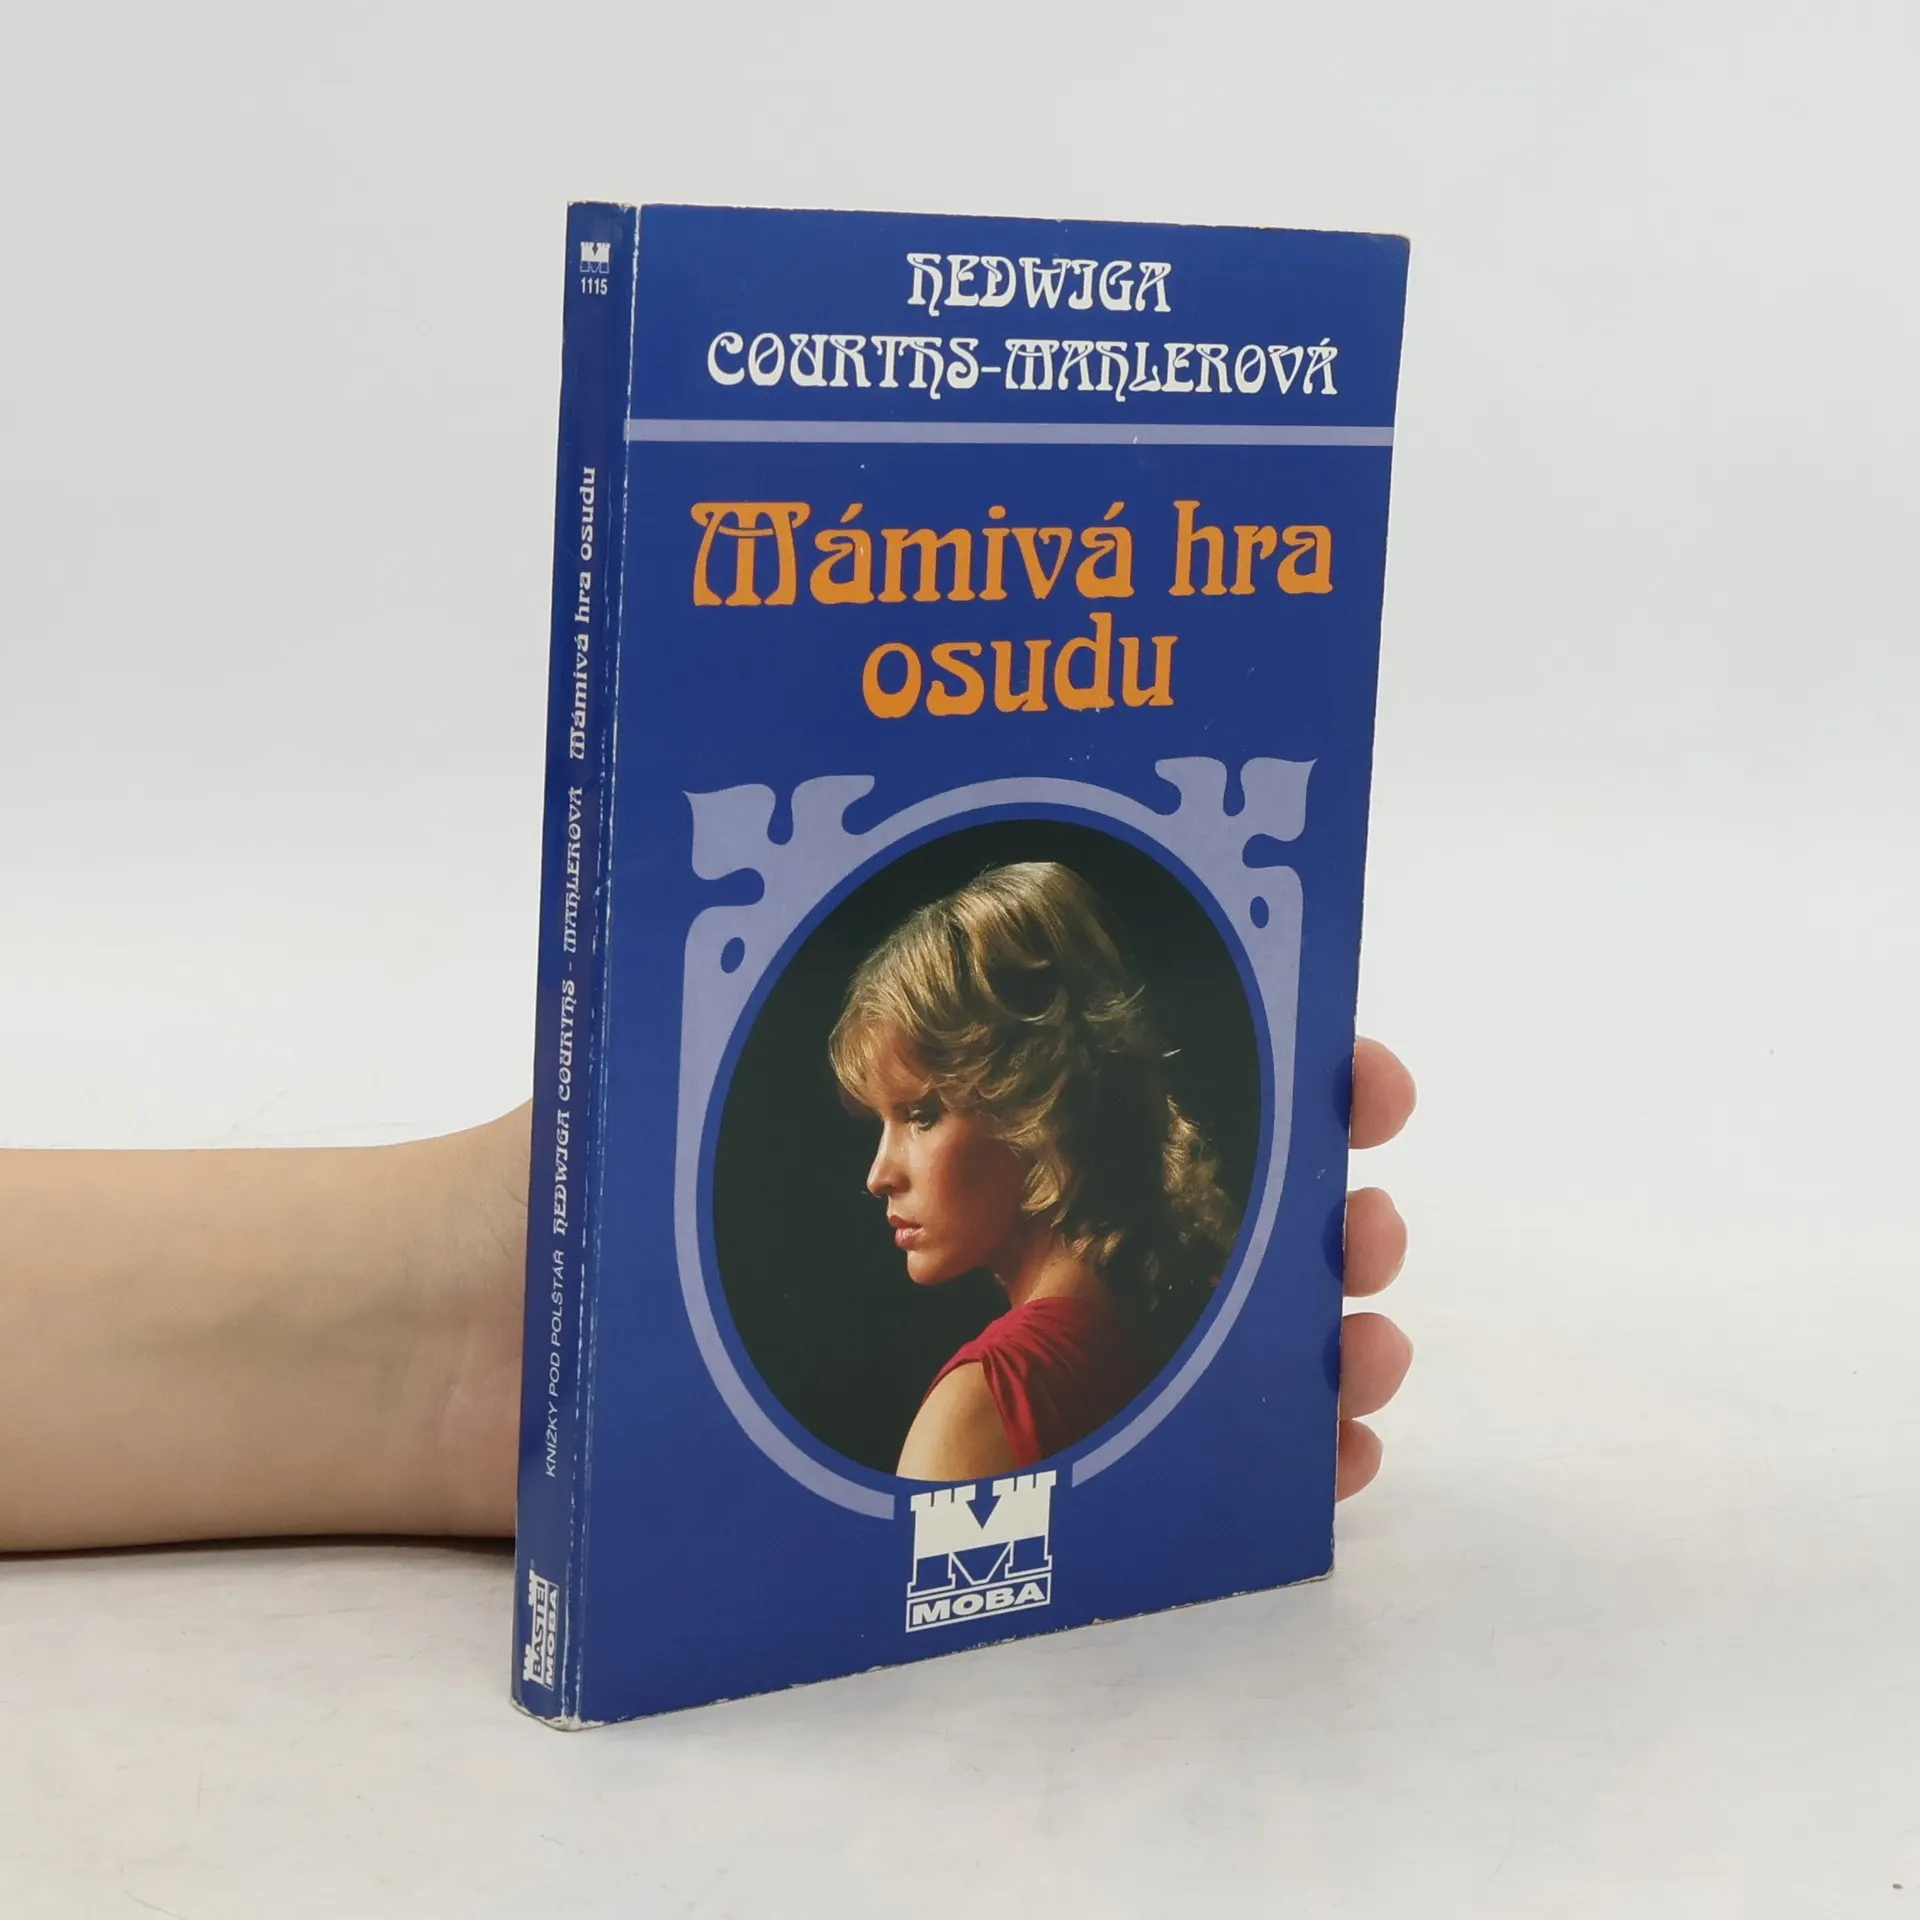 HEDWIGA
COURTHS-MAHLEROVÁ
Mámivá hra
osudu
MOBA
1115
KNÍŽKY POD POLŠTÁŘ HEDWIGA COURTHS - MAHLEROVÁ Mámivá hra osudu
BASTEI
MOBA